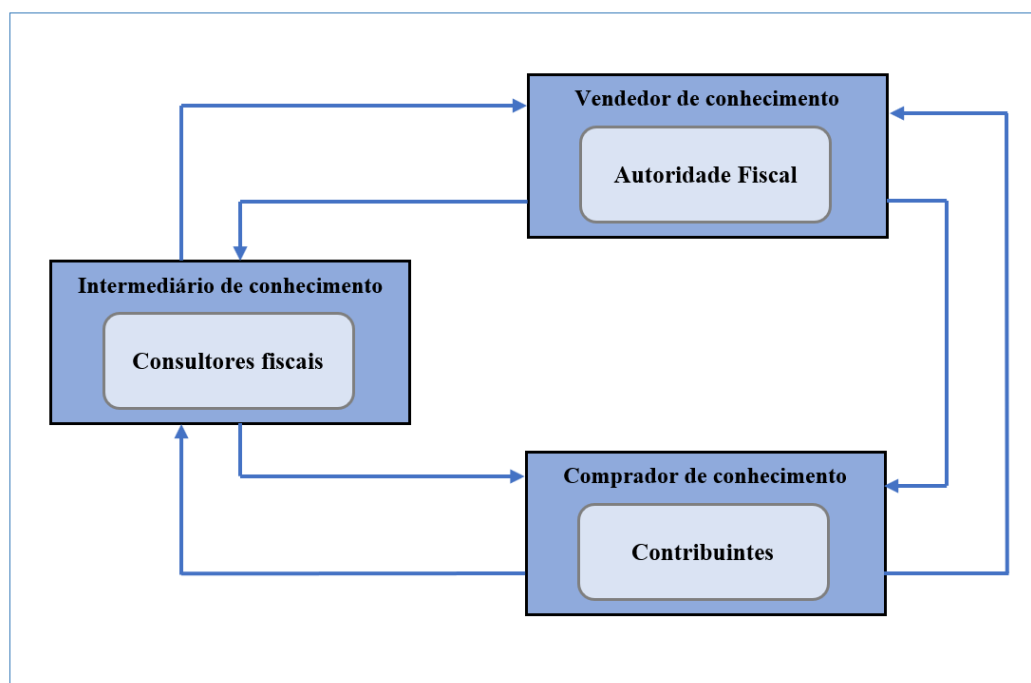 Vendedor de conhecimento
Autoridade Fiscal
Intermediário de conhecimento
Consultores fiscais
Comprador de conhecimento
Contribuintes